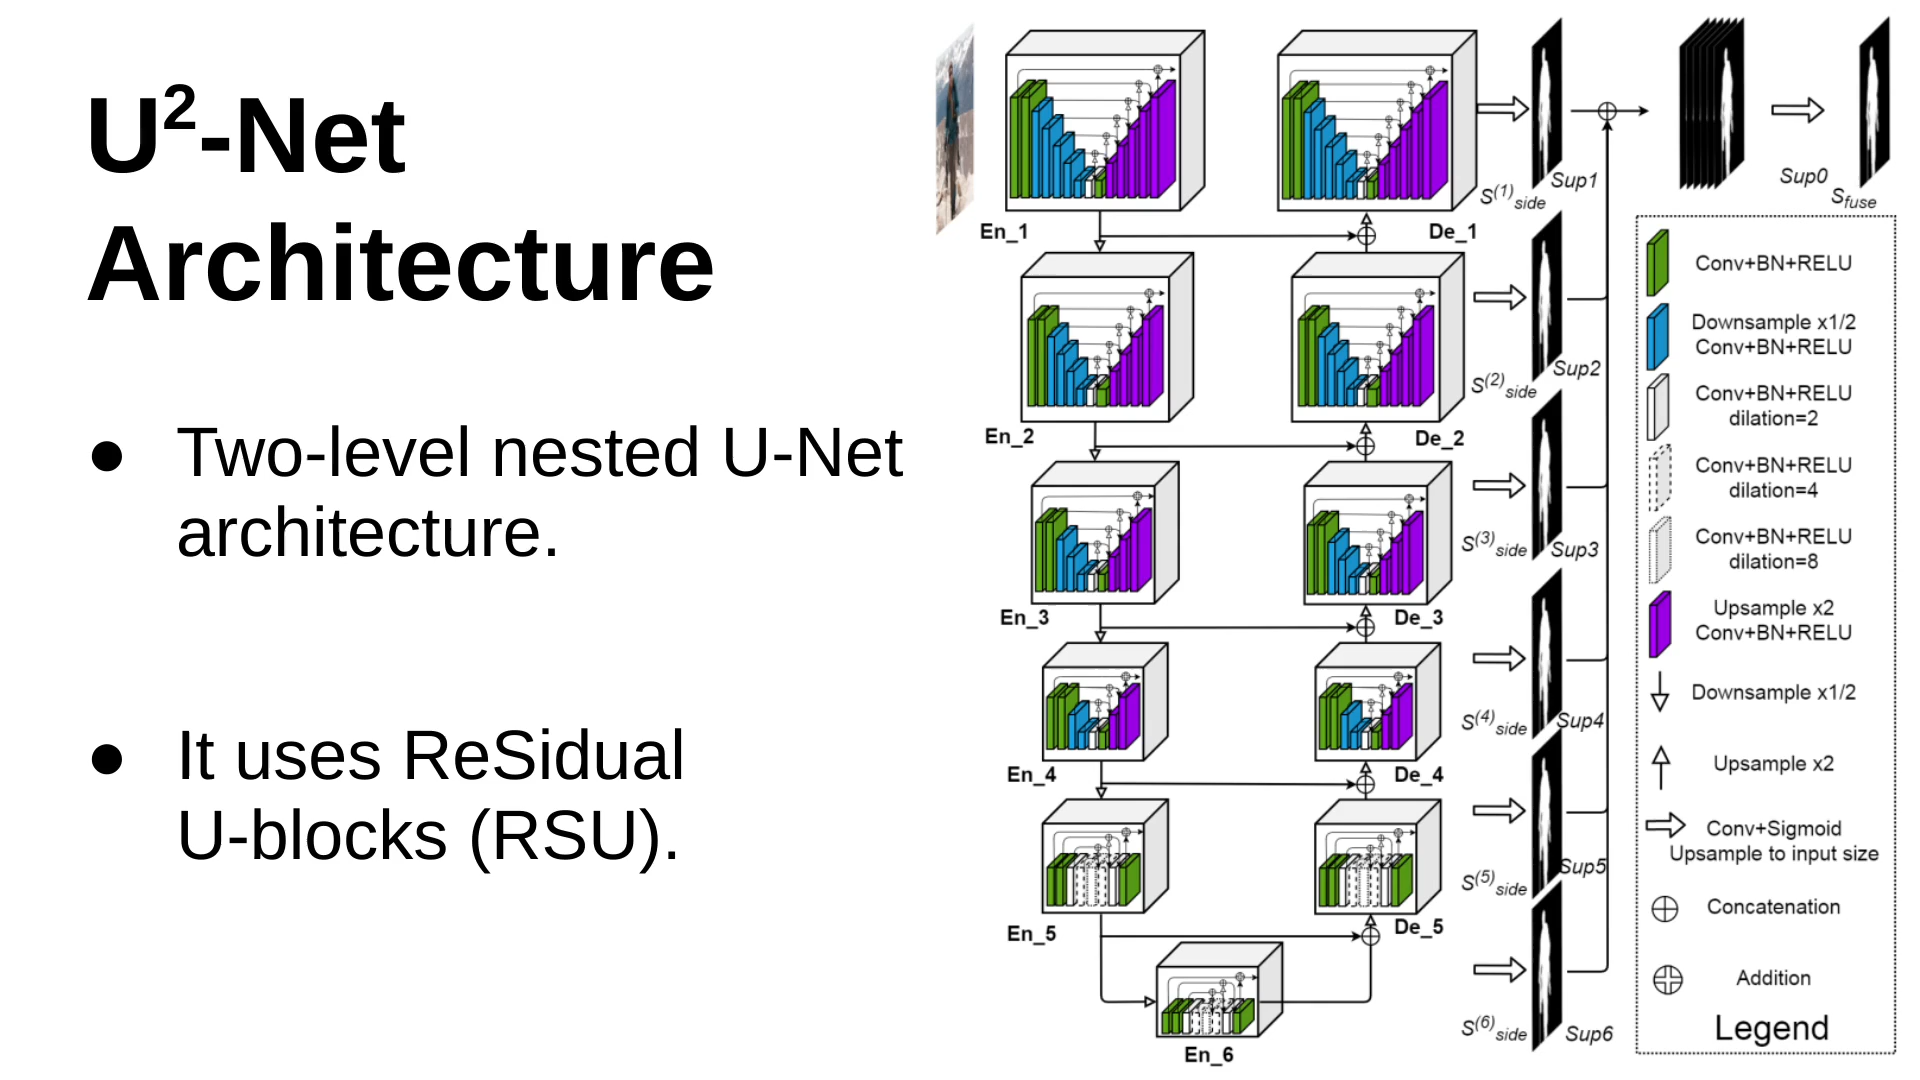 U²-Net
Architecture
● Two-level nested U-Net
architecture.
● It uses ReSidual
U-blocks (RSU).
En_1
De_1
S⁽¹⁾side
Sup1
Sup0
Sfuse
En_2
De_2
S⁽²⁾side
Sup2
En_3
De_3
S⁽³⁾side
Sup3
En_4
De_4
S⁽⁴⁾side
Sup4
En_5
De_5
S⁽⁵⁾side
Sup5
En_6
S⁽⁶⁾side
Sup6
Conv+BN+RELU
Downsample x1/2
Conv+BN+RELU
Conv+BN+RELU
dilation=2
Conv+BN+RELU
dilation=4
Conv+BN+RELU
dilation=8
Upsample x2
Conv+BN+RELU
Downsample x1/2
Upsample x2
Conv+Sigmoid
Upsample to input size
Concatenation
Addition
Legend